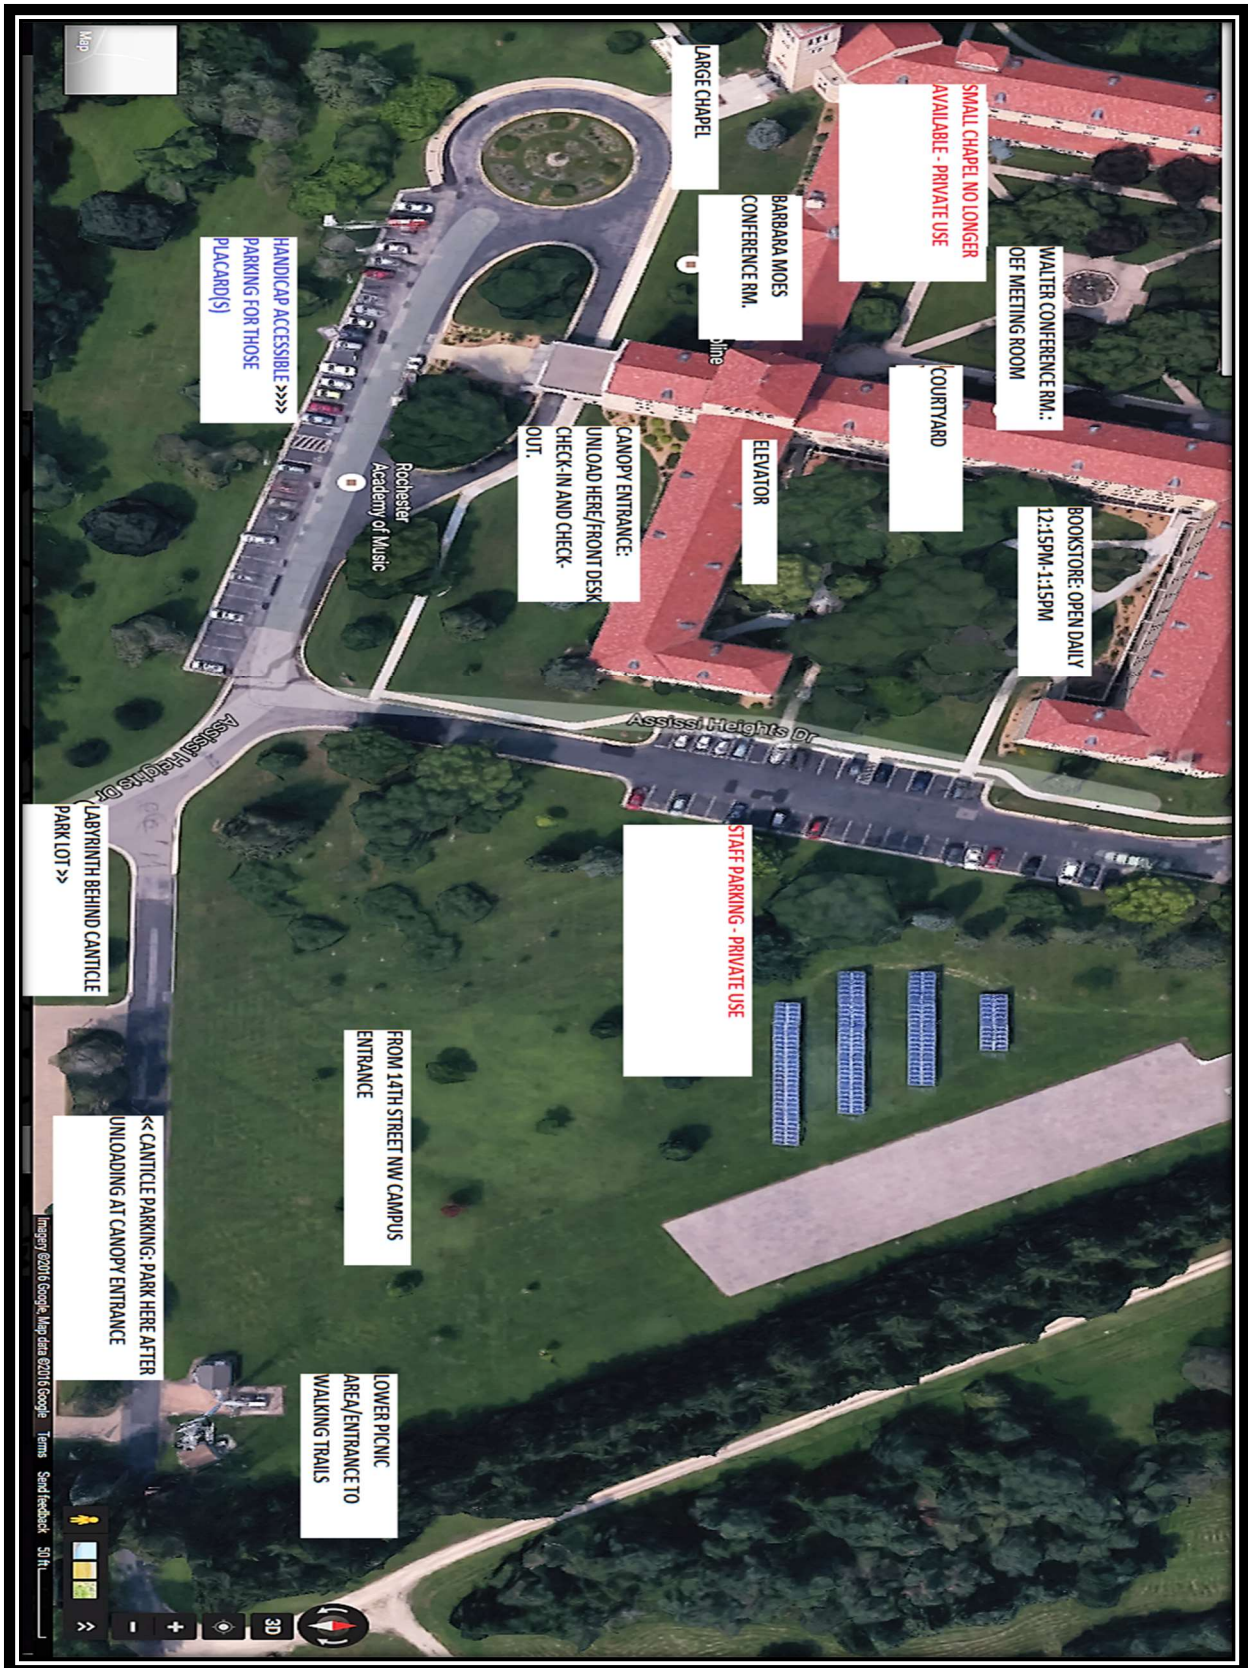 SMALL CHAPEL NO LONGER
AVAILABLE - PRIVATE USE
LARGE CHAPEL
WALTER CONFERENCE RM.:
OFF MEETING ROOM
BARBARA MOES
CONFERENCE RM.
oline
COURTYARD
BOOKSTORE: OPEN DAILY
12:15PM-1:15PM
ELEVATOR
CANOPY ENTRANCE:
UNLOAD HERE/FRONT DESK
CHECK-IN AND CHECK-
OUT.
HANDICAP ACCESSIBLE >>>>
PARKING FOR THOSE
PLACARD(S)
Rochester
Academy of Music
Assissi Heights Dr
Assissi Heights Dr
STAFF PARKING - PRIVATE USE
LABYRINTH BEHIND CANTICLE
PARK LOT >>
FROM 14TH STREET NW CAMPUS
ENTRANCE
<< CANTICLE PARKING: PARK HERE AFTER
UNLOADING AT CANOPY ENTRANCE
LOWER PICNIC
AREA/ENTRANCE TO
WALKING TRAILS
Map
3D
Imagery ©2016 Google, Map data ©2016 Google Terms Send feedback 50 ft